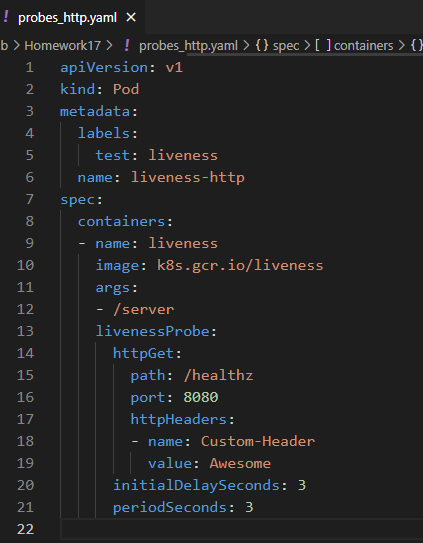 ! probes_http.yaml ×
b > Homework17 > ! probes_http.yaml > {} spec > [ ] containers > {}
1 apiVersion: v1
2 kind: Pod
3 metadata:
4   labels:
5     test: liveness
6   name: liveness-http
7 spec:
8   containers:
9   - name: liveness
10     image: k8s.gcr.io/liveness
11     args:
12     - /server
13     livenessProbe:
14       httpGet:
15         path: /healthz
16         port: 8080
17         httpHeaders:
18         - name: Custom-Header
19           value: Awesome
20       initialDelaySeconds: 3
21       periodSeconds: 3
22